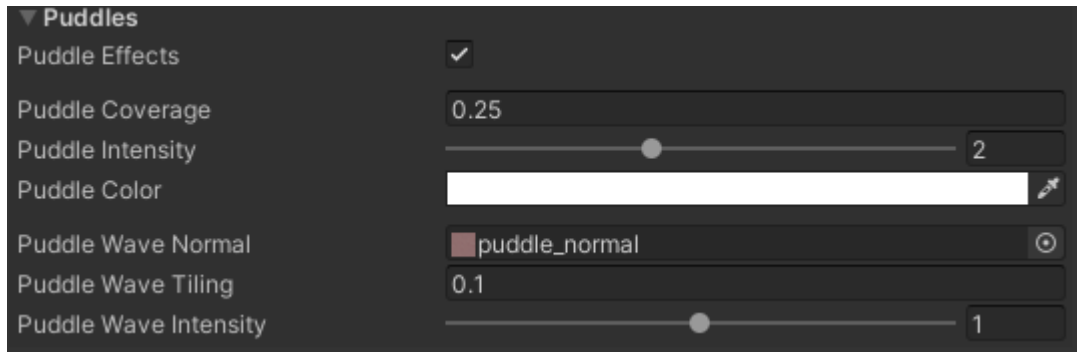 Puddles
Puddle Effects
Puddle Coverage 0.25
Puddle Intensity 2
Puddle Color
Puddle Wave Normal puddle_normal
Puddle Wave Tiling 0.1
Puddle Wave Intensity 1